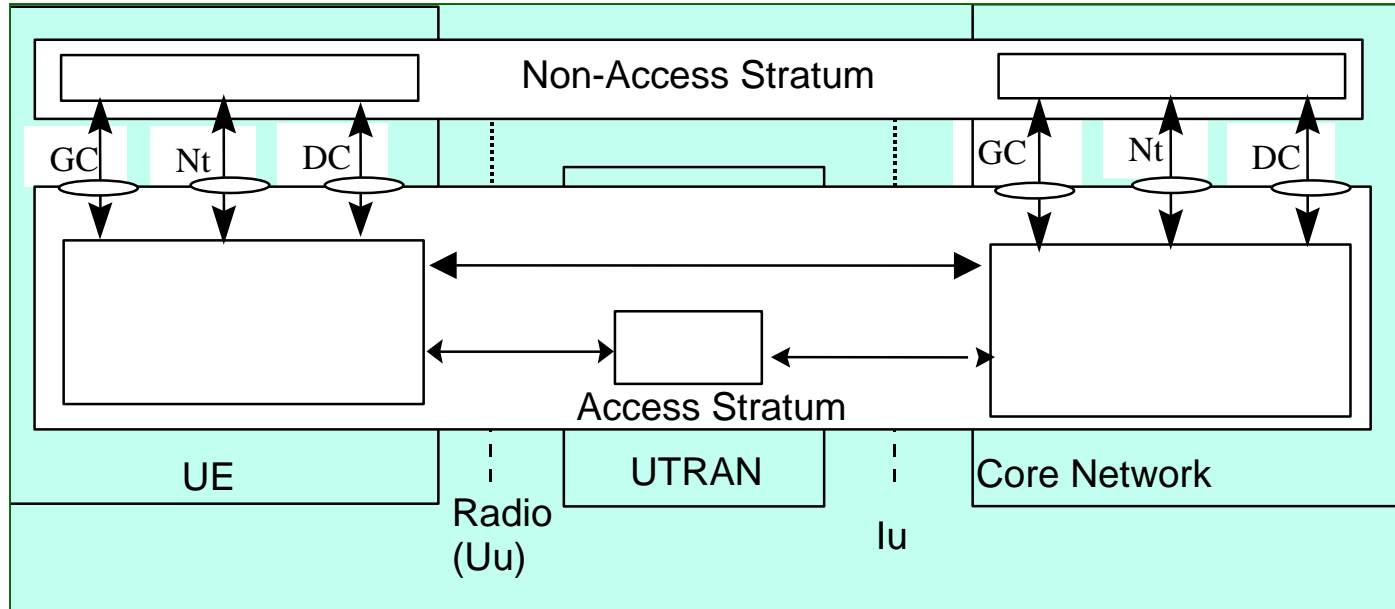 Non-Access Stratum
GC
Nt
DC
GC
Nt
DC
Access Stratum
UE
UTRAN
Core Network
Radio
(Uu)
Iu